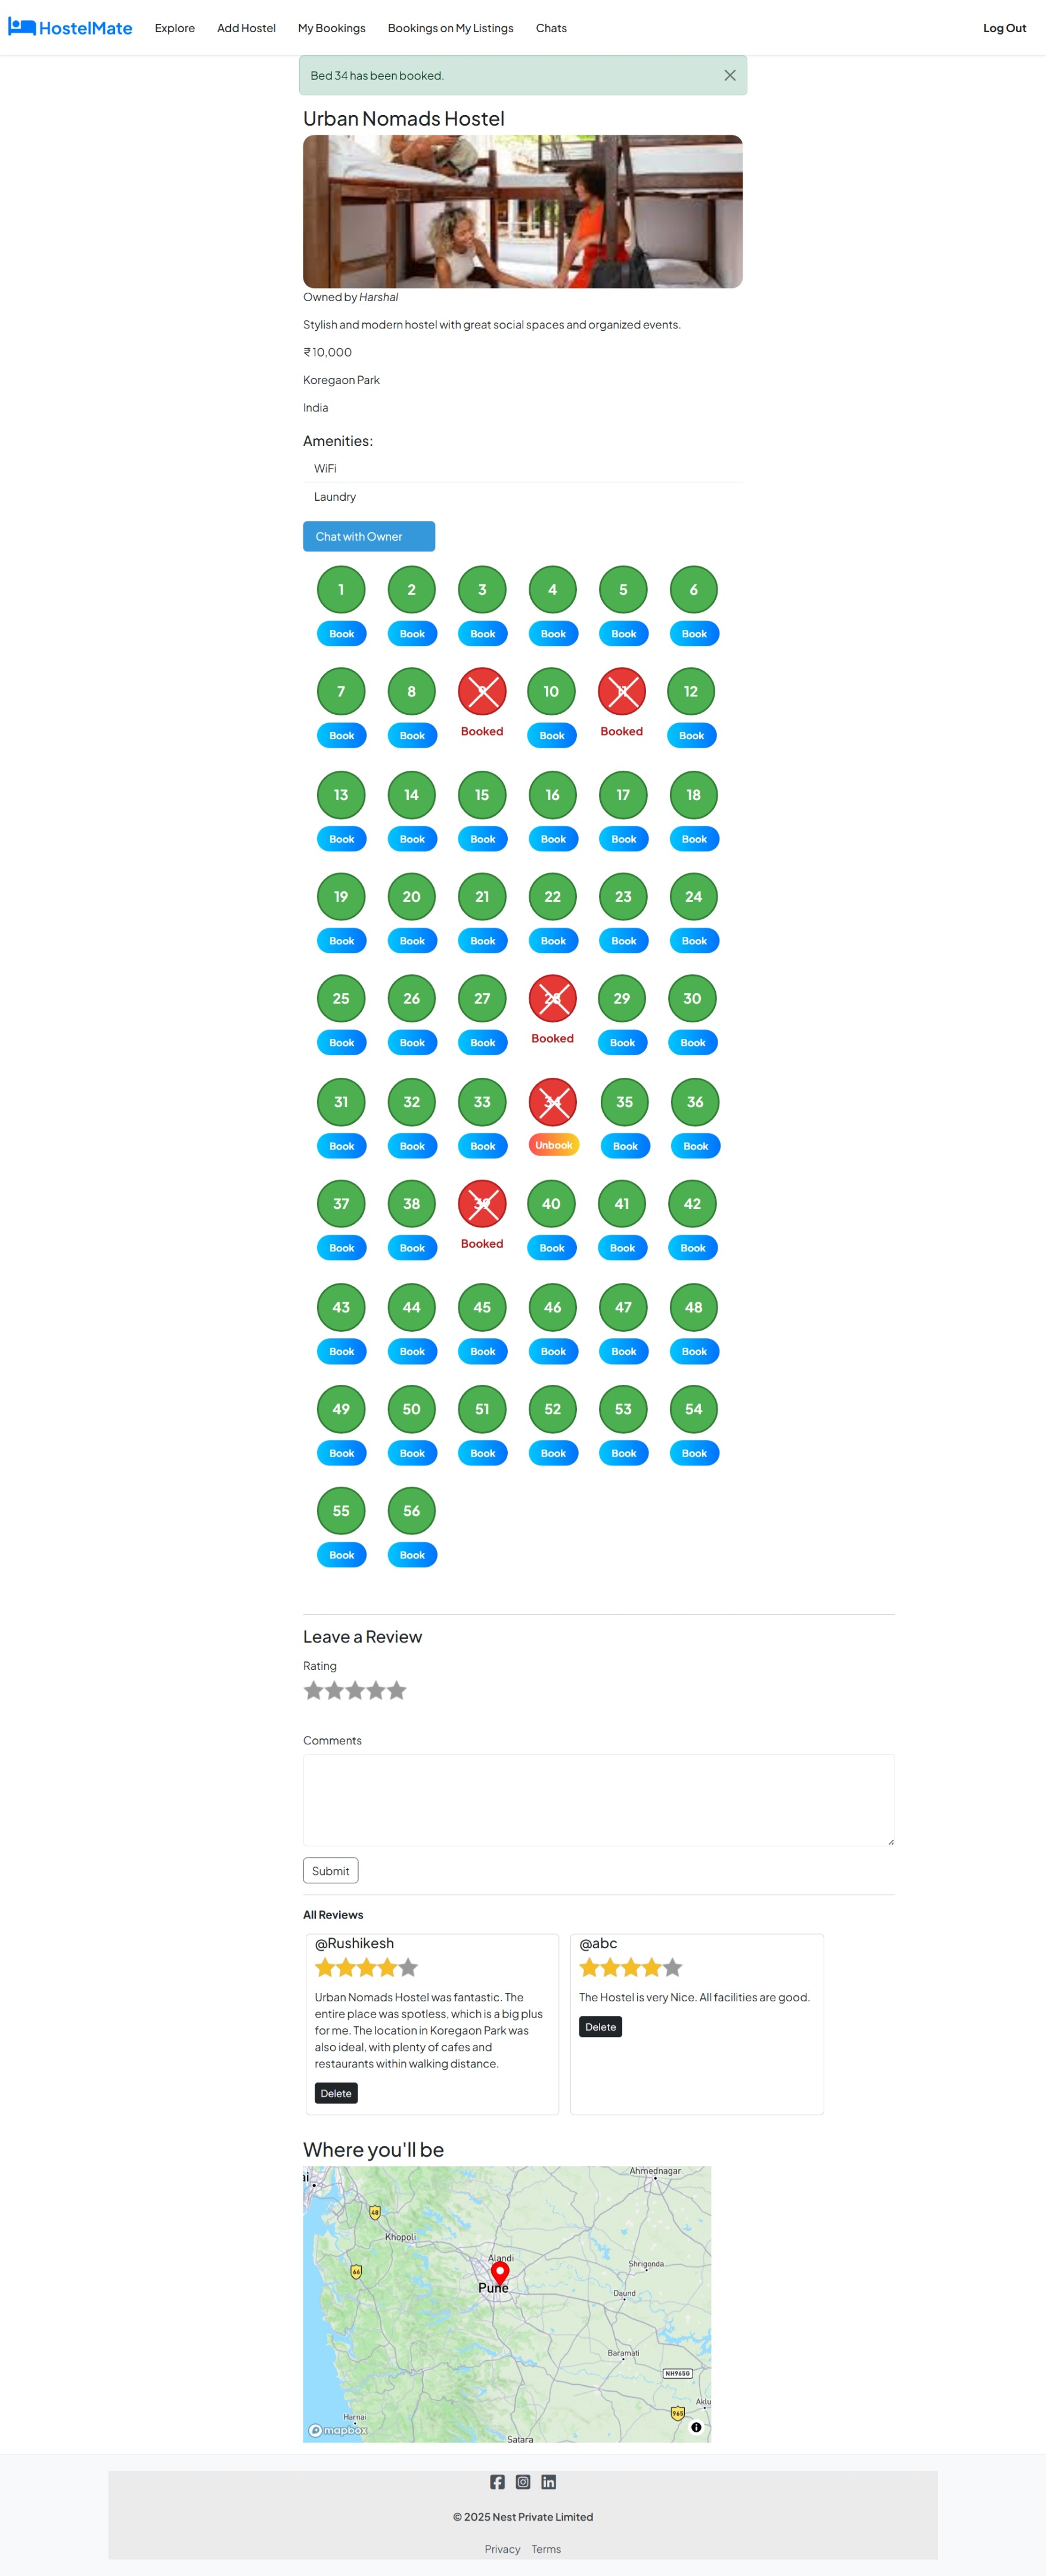 HostelMate Explore Add Hostel My Bookings Bookings on My Listings Chats Log Out
Bed 34 has been booked.
Urban Nomads Hostel
Owned by Harshal
Stylish and modern hostel with great social spaces and organized events.
₹10,000
Koregaon Park
India
Amenities:
WiFi
Laundry
Chat with Owner
1 2 3 4 5 6
Book Book Book Book Book Book
7 8 9 10 11 12
Book Book Booked Book Booked Book
13 14 15 16 17 18
Book Book Book Book Book Book
19 20 21 22 23 24
Book Book Book Book Book Book
25 26 27 28 29 30
Book Book Book Booked Book Book
31 32 33 34 35 36
Book Book Book Unbook Book Book
37 38 39 40 41 42
Book Book Booked Book Book Book
43 44 45 46 47 48
Book Book Book Book Book Book
49 50 51 52 53 54
Book Book Book Book Book Book
55 56
Book Book
Leave a Review
Rating
Comments
Submit
All Reviews
@Rushikesh
Urban Nomads Hostel was fantastic. The
entire place was spotless, which is a big plus
for me. The location in Koregaon Park was
also ideal, with plenty of cafes and
restaurants within walking distance.
Delete
@abc
The Hostel is very Nice. All facilities are good.
Delete
Where you'll be
Ahmednagar
48
Khopoli
Alandi
Shrigonda
66
Pune
Daund
Baramati
NH965G
Aklu
965
Harnai
mapbox
Satara
© 2025 Nest Private Limited
Privacy Terms